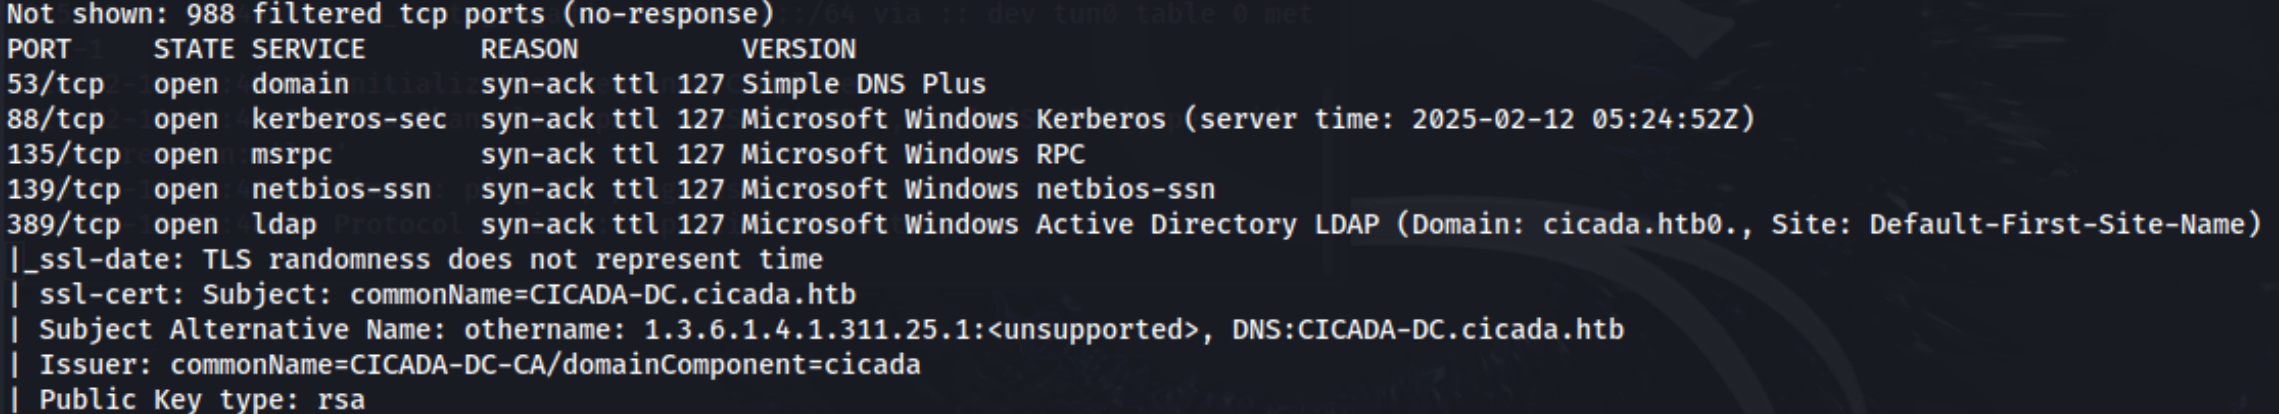 Not shown: 988 filtered tcp ports (no-response)
PORT STATE SERVICE REASON VERSION
53/tcp open domain syn-ack ttl 127 Simple DNS Plus
88/tcp open kerberos-sec syn-ack ttl 127 Microsoft Windows Kerberos (server time: 2025-02-12 05:24:52Z)
135/tcp open msrpc syn-ack ttl 127 Microsoft Windows RPC
139/tcp open netbios-ssn syn-ack ttl 127 Microsoft Windows netbios-ssn
389/tcp open ldap syn-ack ttl 127 Microsoft Windows Active Directory LDAP (Domain: cicada.htb0., Site: Default-First-Site-Name)
|_ssl-date: TLS randomness does not represent time
| ssl-cert: Subject: commonName=CICADA-DC.cicada.htb
| Subject Alternative Name: othername: 1.3.6.1.4.1.311.25.1:<unsupported>, DNS:CICADA-DC.cicada.htb
| Issuer: commonName=CICADA-DC-CA/domainComponent=cicada
| Public Key type: rsa